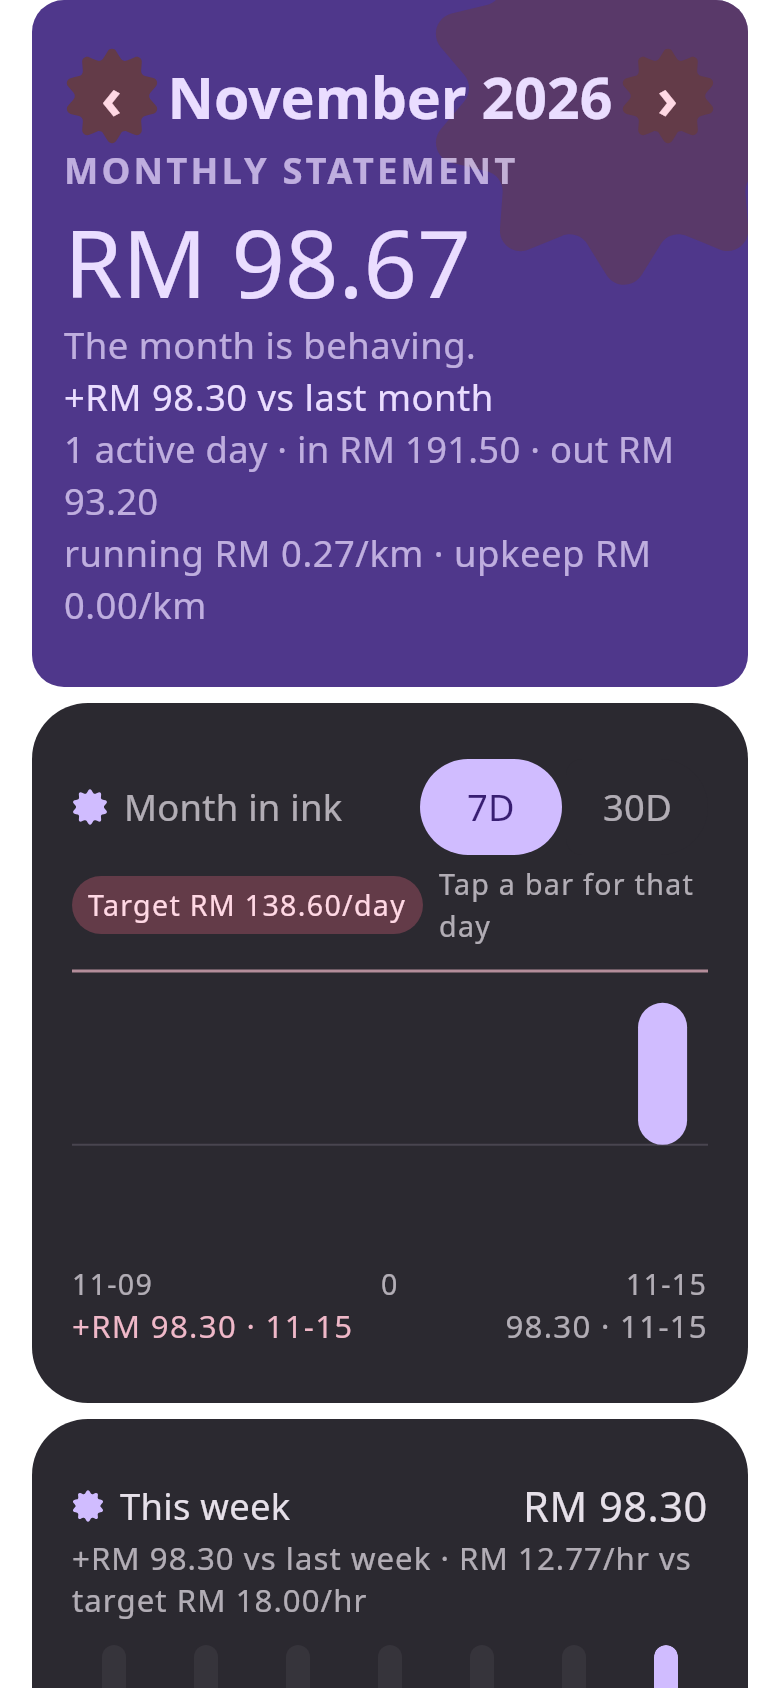 ‹ November 2026 ›
MONTHLY STATEMENT
RM 98.67
The month is behaving.
+RM 98.30 vs last month
1 active day · in RM 191.50 · out RM
93.20
running RM 0.27/km · upkeep RM
0.00/km
Month in ink 7D 30D
Target RM 138.60/day
Tap a bar for that
day
11-09 0 11-15
+RM 98.30 · 11-15 98.30 · 11-15
This week RM 98.30
+RM 98.30 vs last week · RM 12.77/hr vs
target RM 18.00/hr